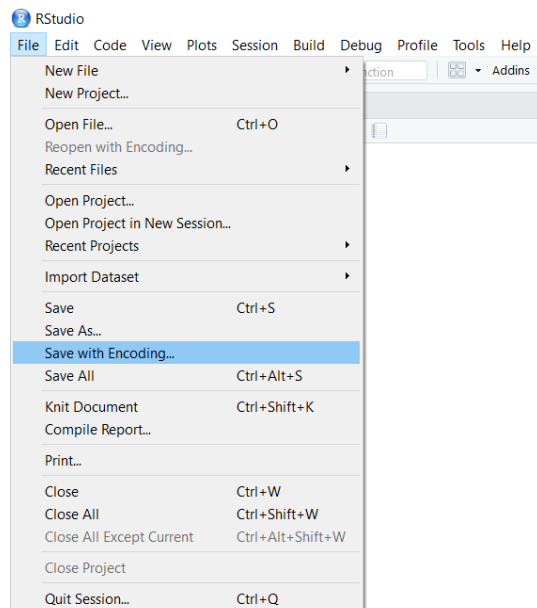 RStudio
File Edit Code View Plots Session Build Debug Profile Tools Help
New File
Addins
New Project...
Open File... Ctrl+O
Reopen with Encoding...
Recent Files
Open Project...
Open Project in New Session...
Recent Projects
Import Dataset
Save Ctrl+S
Save As...
Save with Encoding...
Save All Ctrl+Alt+S
Knit Document Ctrl+Shift+K
Compile Report...
Print...
Close Ctrl+W
Close All Ctrl+Shift+W
Close All Except Current Ctrl+Alt+Shift+W
Close Project
Quit Session... Ctrl+Q